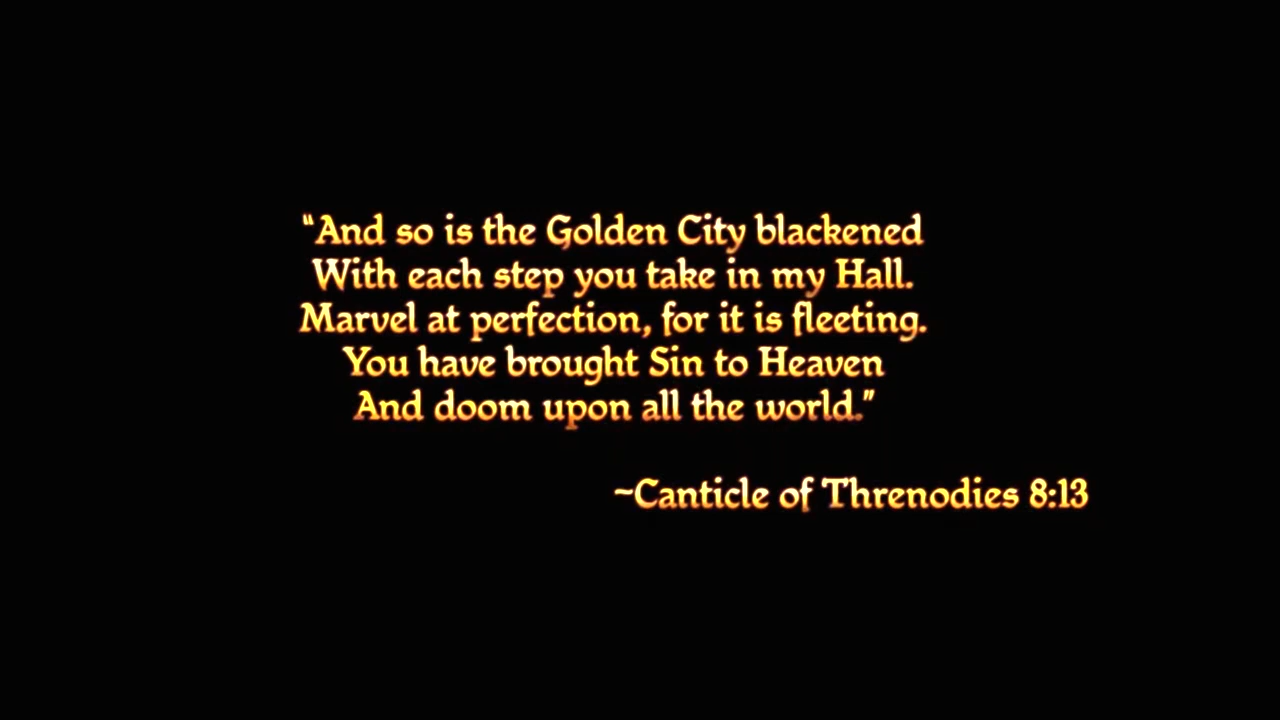 “And so is the Golden City blackened
With each step you take in my Hall.
Marvel at perfection, for it is fleeting.
You have brought Sin to Heaven
And doom upon all the world.”
~Canticle of Threnodies 8:13